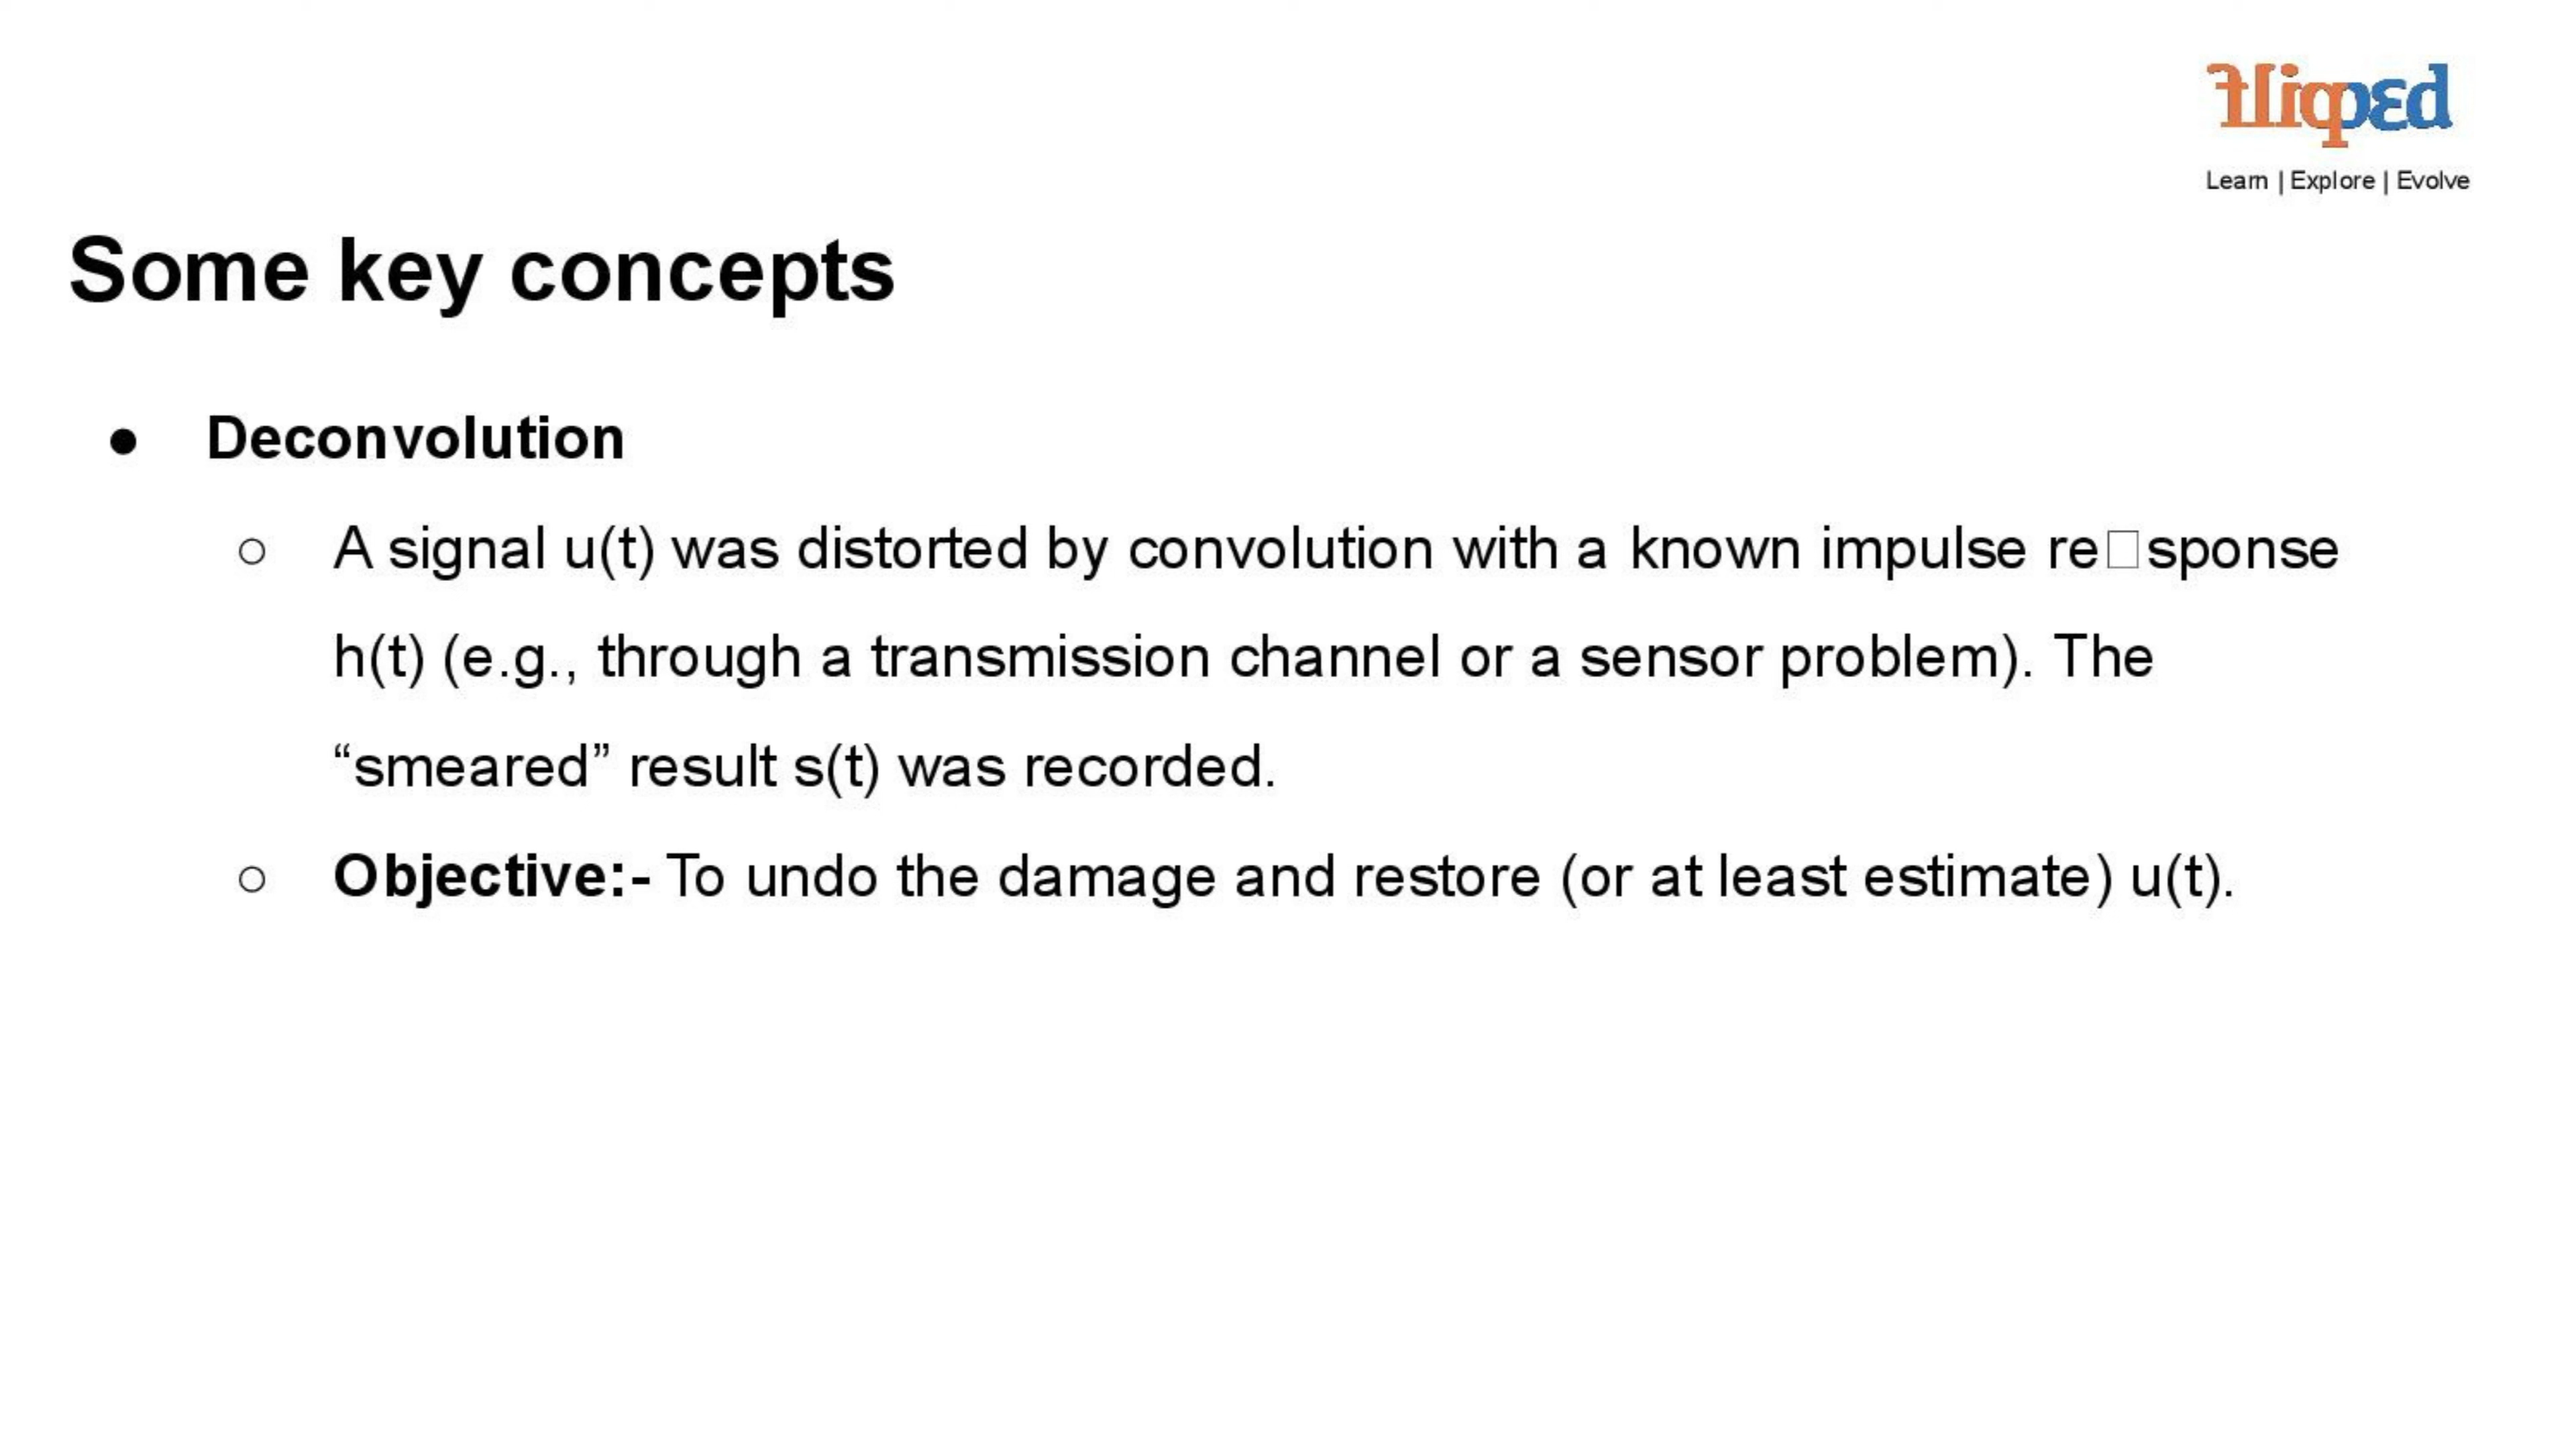 fliqped
Learn | Explore | Evolve
Some key concepts
● Deconvolution
○ A signal u(t) was distorted by convolution with a known impulse re□sponse
h(t) (e.g., through a transmission channel or a sensor problem). The
“smeared” result s(t) was recorded.
○ Objective:- To undo the damage and restore (or at least estimate) u(t).